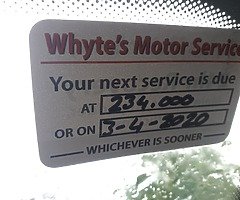 Whyte's Motor Service
Your next service is due
AT 234.000
OR ON 3-4-2020
WHICHEVER IS SOONER